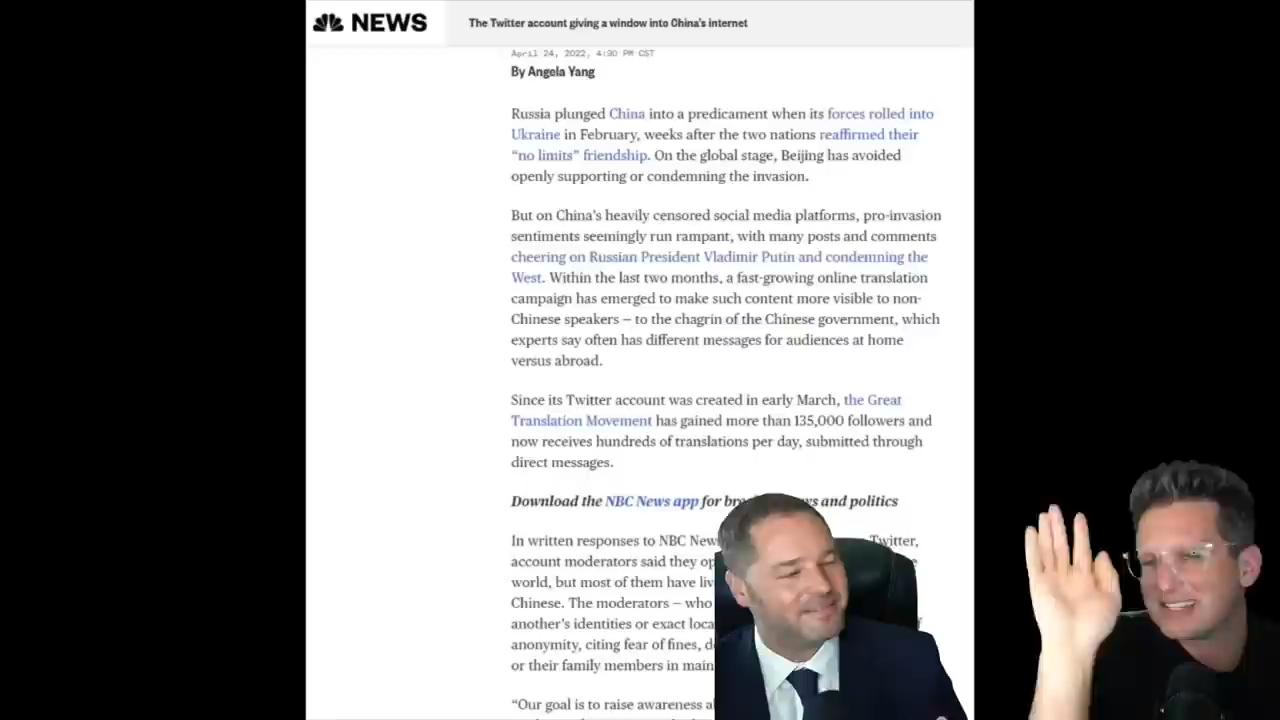 NEWS
The Twitter account giving a window into China's internet
April 24, 2022, 4:30 PM CST
By Angela Yang
Russia plunged China into a predicament when its forces rolled into
Ukraine in February, weeks after the two nations reaffirmed their
“no limits” friendship. On the global stage, Beijing has avoided
openly supporting or condemning the invasion.
But on China’s heavily censored social media platforms, pro-invasion
sentiments seemingly run rampant, with many posts and comments
cheering on Russian President Vladimir Putin and condemning the
West. Within the last two months, a fast-growing online translation
campaign has emerged to make such content more visible to non-
Chinese speakers — to the chagrin of the Chinese government, which
experts say often has different messages for audiences at home
versus abroad.
Since its Twitter account was created in early March, the Great
Translation Movement has gained more than 135,000 followers and
now receives hundreds of translations per day, submitted through
direct messages.
Download the NBC News app for and politics
In written responses to NBC Twitter,
account moderators said they
world, but most of them have
Chinese. The moderators — who
another’s identities or exact
anonymity, citing fear of fines,
or their family members in
“Our goal is to raise awareness